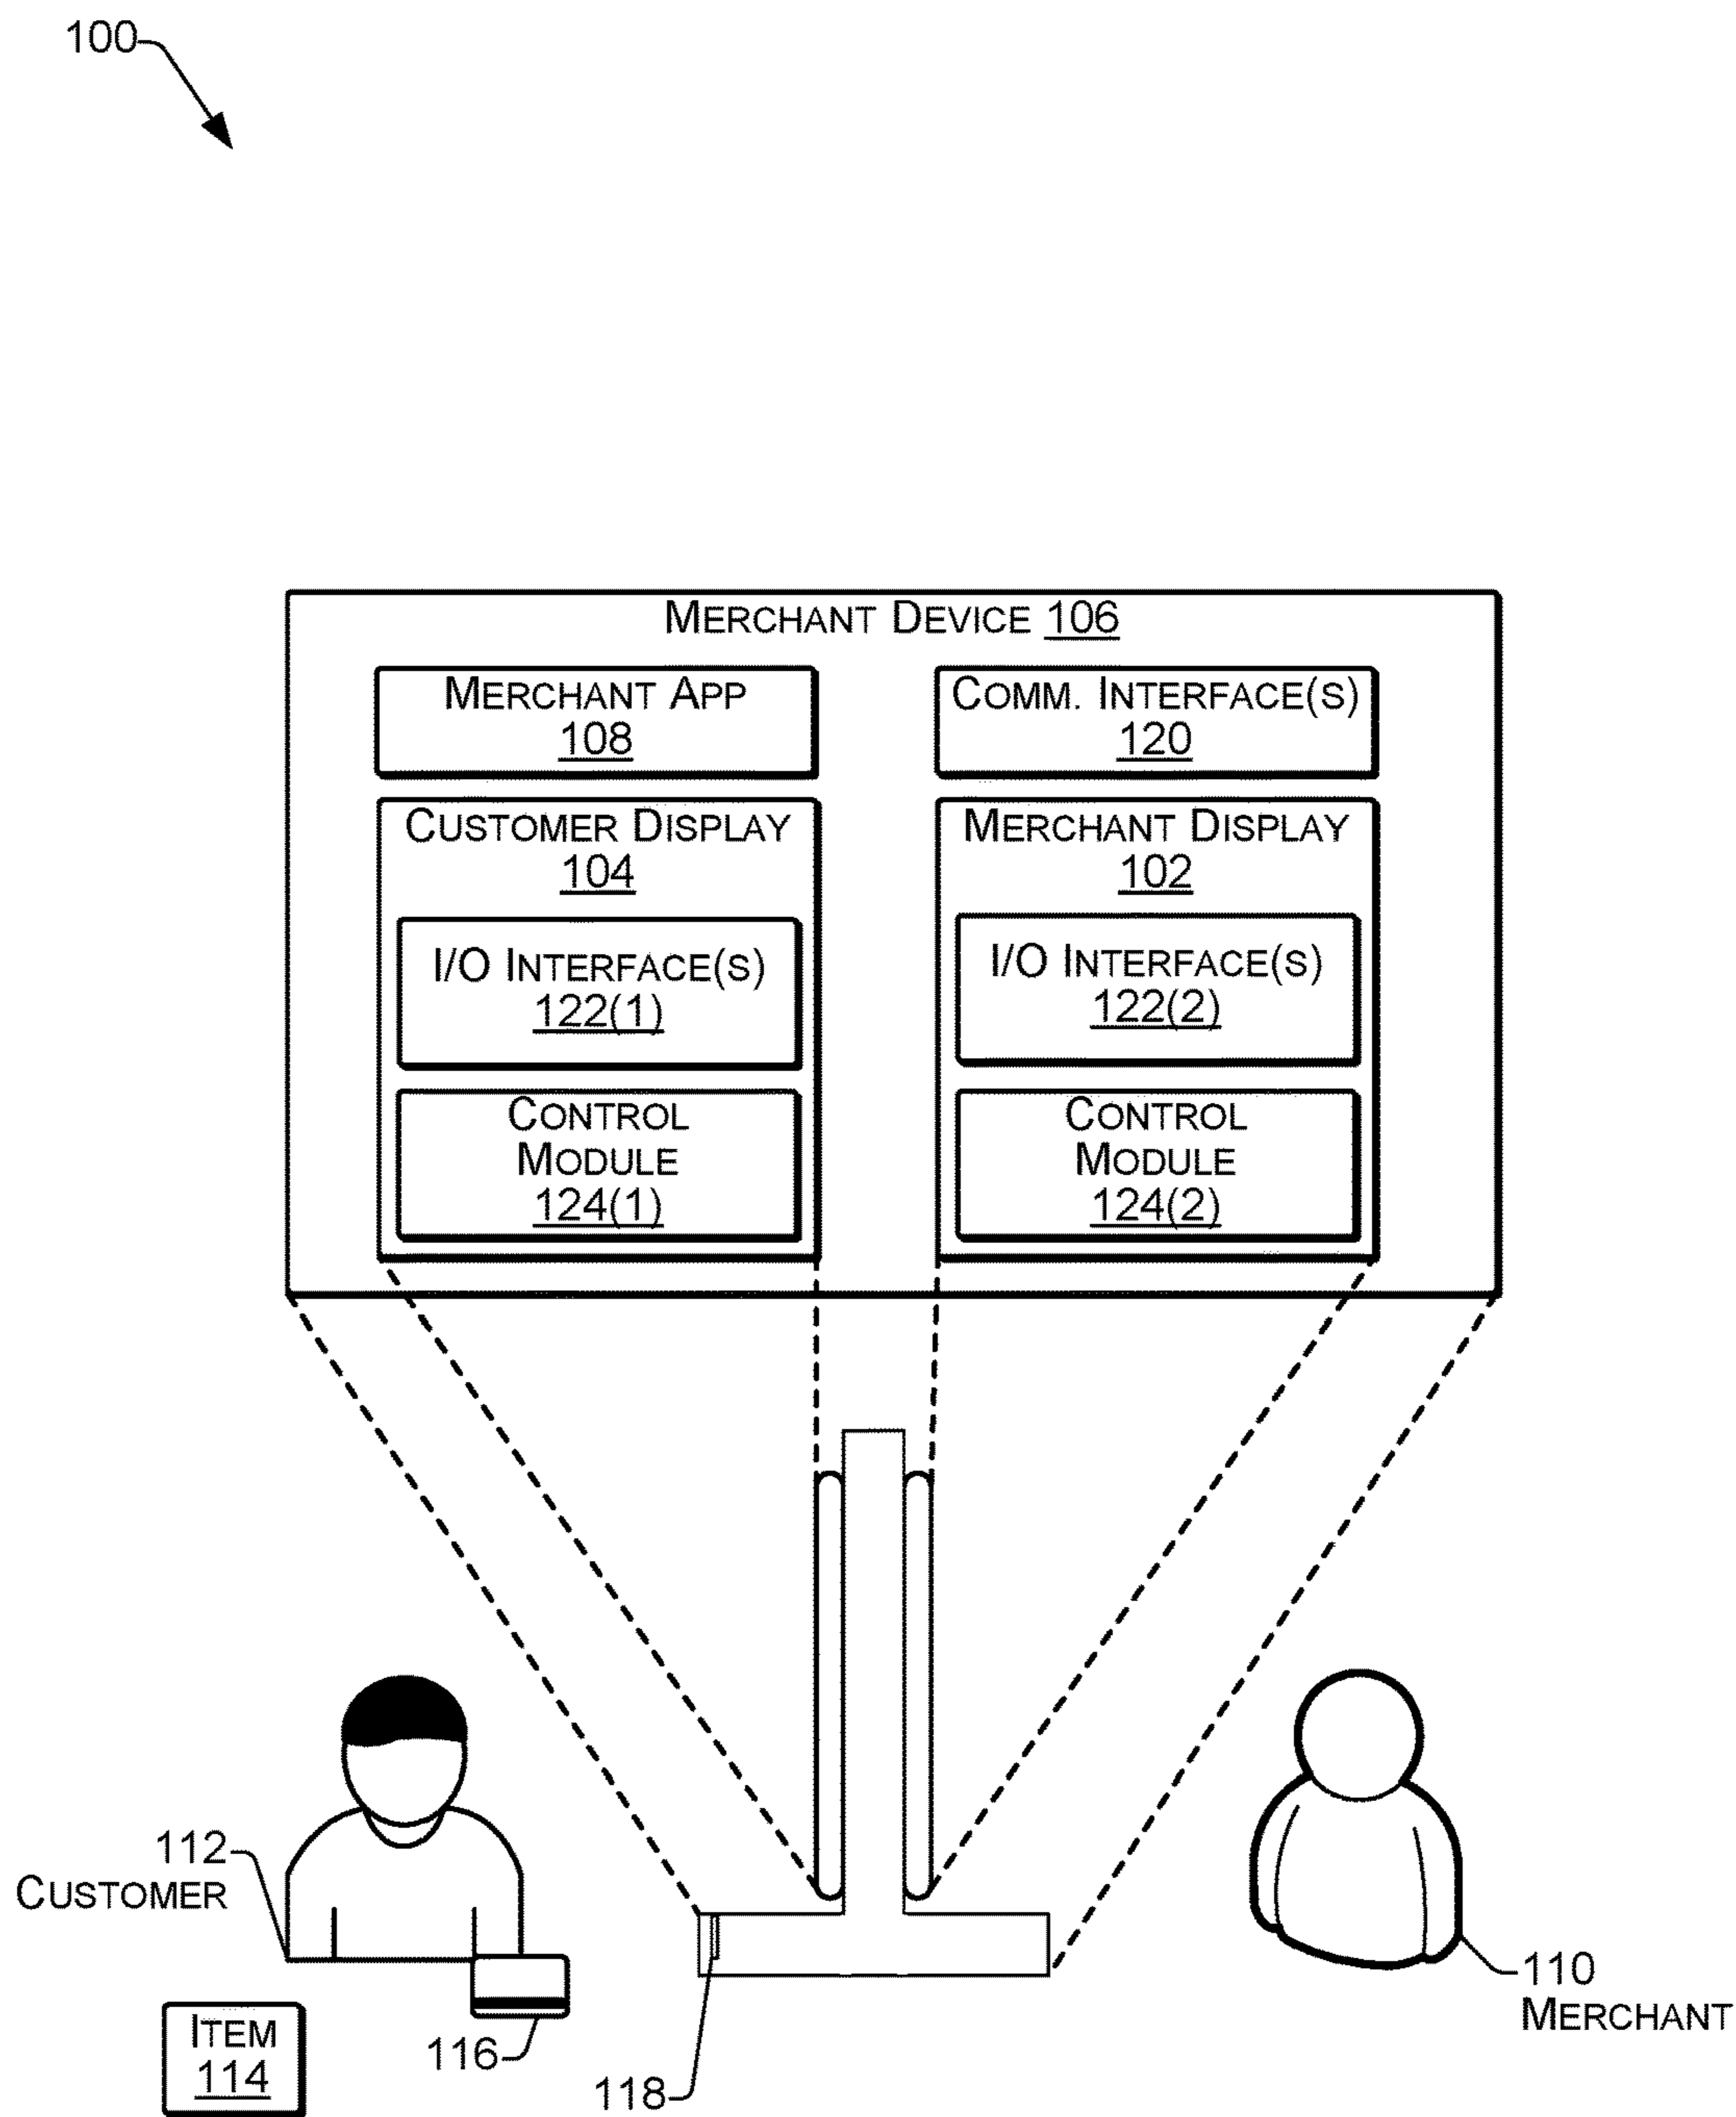 100
MERCHANT DEVICE 106
MERCHANT APP
108
COMM. INTERFACE(S)
120
CUSTOMER DISPLAY
104
I/O INTERFACE(S)
122(1)
CONTROL
MODULE
124(1)
MERCHANT DISPLAY
102
I/O INTERFACE(S)
122(2)
CONTROL
MODULE
124(2)
112
CUSTOMER
ITEM
114
116
118
110
MERCHANT